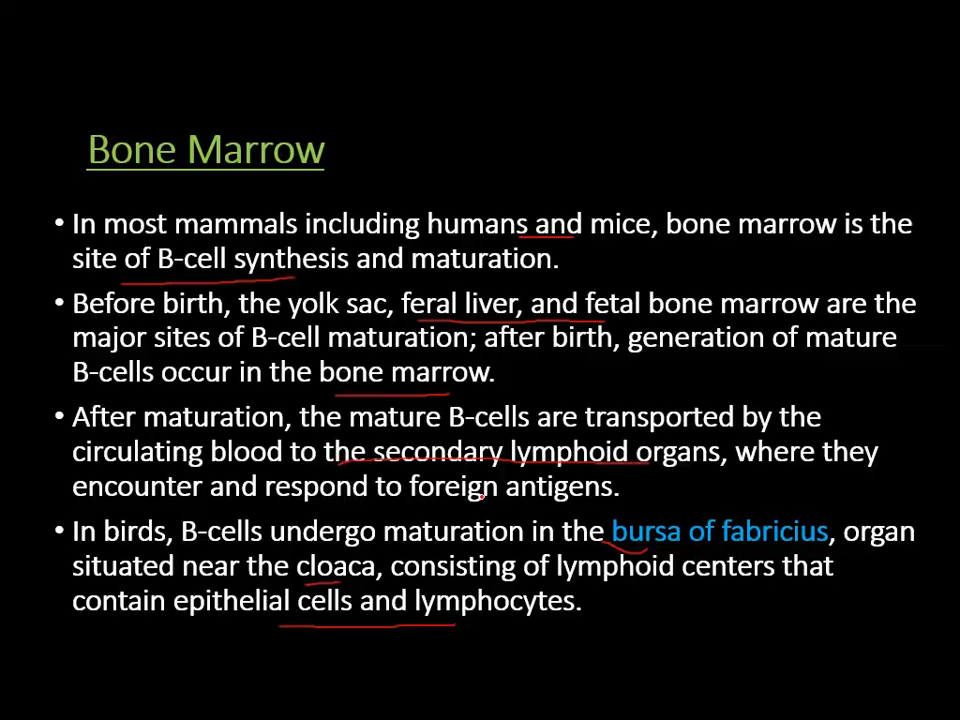 Bone Marrow
• In most mammals including humans and mice, bone marrow is the
site of B-cell synthesis and maturation.
• Before birth, the yolk sac, feral liver, and fetal bone marrow are the
major sites of B-cell maturation; after birth, generation of mature
B-cells occur in the bone marrow.
• After maturation, the mature B-cells are transported by the
circulating blood to the secondary lymphoid organs, where they
encounter and respond to foreign antigens.
• In birds, B-cells undergo maturation in the bursa of fabricius, organ
situated near the cloaca, consisting of lymphoid centers that
contain epithelial cells and lymphocytes.